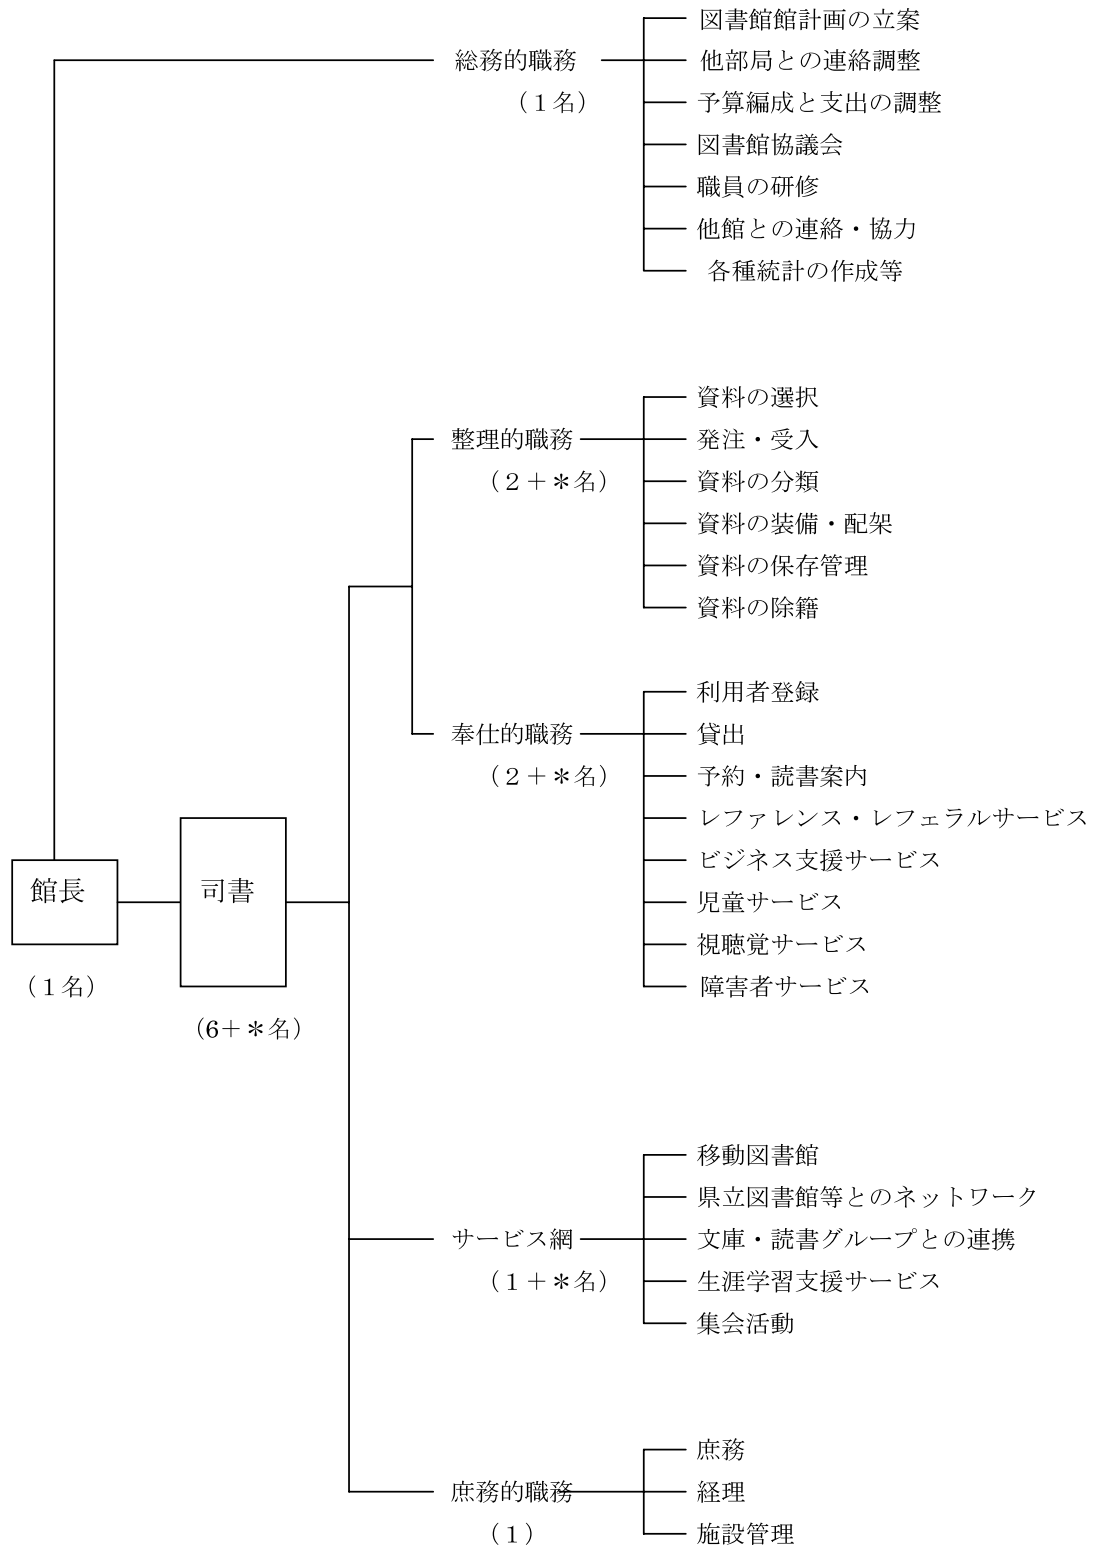 図書館館計画の立案
総務的職務
他部局との連絡調整
（１名）
予算編成と支出の調整
図書館協議会
職員の研修
他館との連絡・協力
各種統計の作成等
資料の選択
整理的職務
発注・受入
（２＋＊名）
資料の分類
資料の装備・配架
資料の保存管理
資料の除籍
利用者登録
奉仕的職務
貸出
（２＋＊名）
予約・読書案内
レファレンス・レフェラルサービス
ビジネス支援サービス
館長
司書
児童サービス
視聴覚サービス
（１名）
障害者サービス
（6＋＊名）
移動図書館
県立図書館等とのネットワーク
サービス網
文庫・読書グループとの連携
（１＋＊名）
生涯学習支援サービス
集会活動
庶務
庶務的職務
経理
（１）
施設管理